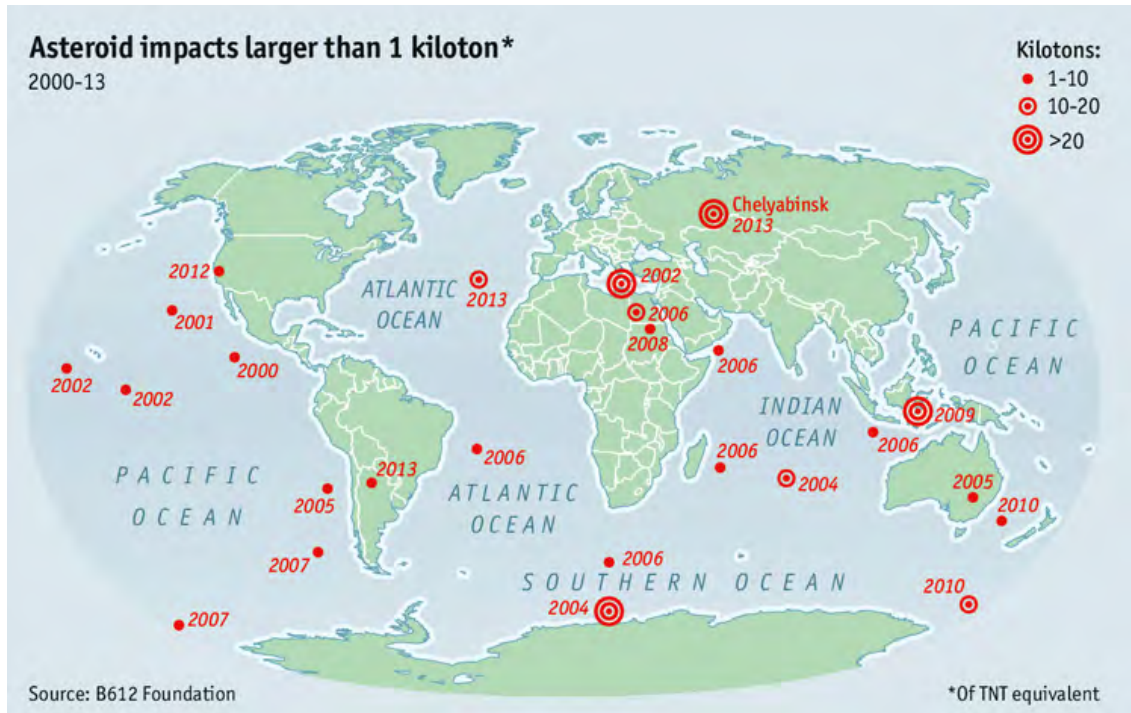 Asteroid impacts larger than 1 kiloton*
2000-13
Kilotons:
1-10
10-20
>20
Chelyabinsk
2013
2012
ATLANTIC
OCEAN
2013
2002
2001
2006
2008
PACIFIC
OCEAN
2000
2006
2002
2002
INDIAN
OCEAN
2009
2006
2006
2006
PACIFIC
OCEAN
2013
2005
ATLANTIC
OCEAN
2004
2005
2010
2007
2006
SOUTHERN OCEAN
2010
2004
2007
Source: B612 Foundation
*Of TNT equivalent